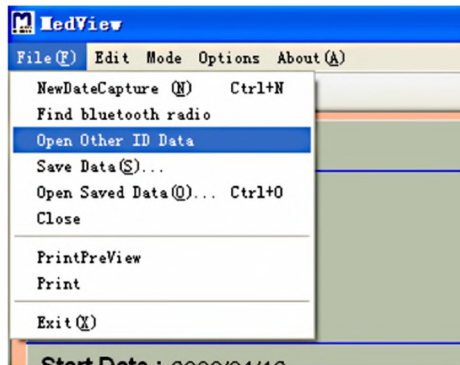 MedView
File(F) Edit Mode Options About(A)
NewDateCapture (N) Ctrl+N
Find bluetooth radio
Open Other ID Data
Save Data(S)...
Open Saved Data(O)... Ctrl+O
Close
PrintPreView
Print
Exit(X)
Start Date :